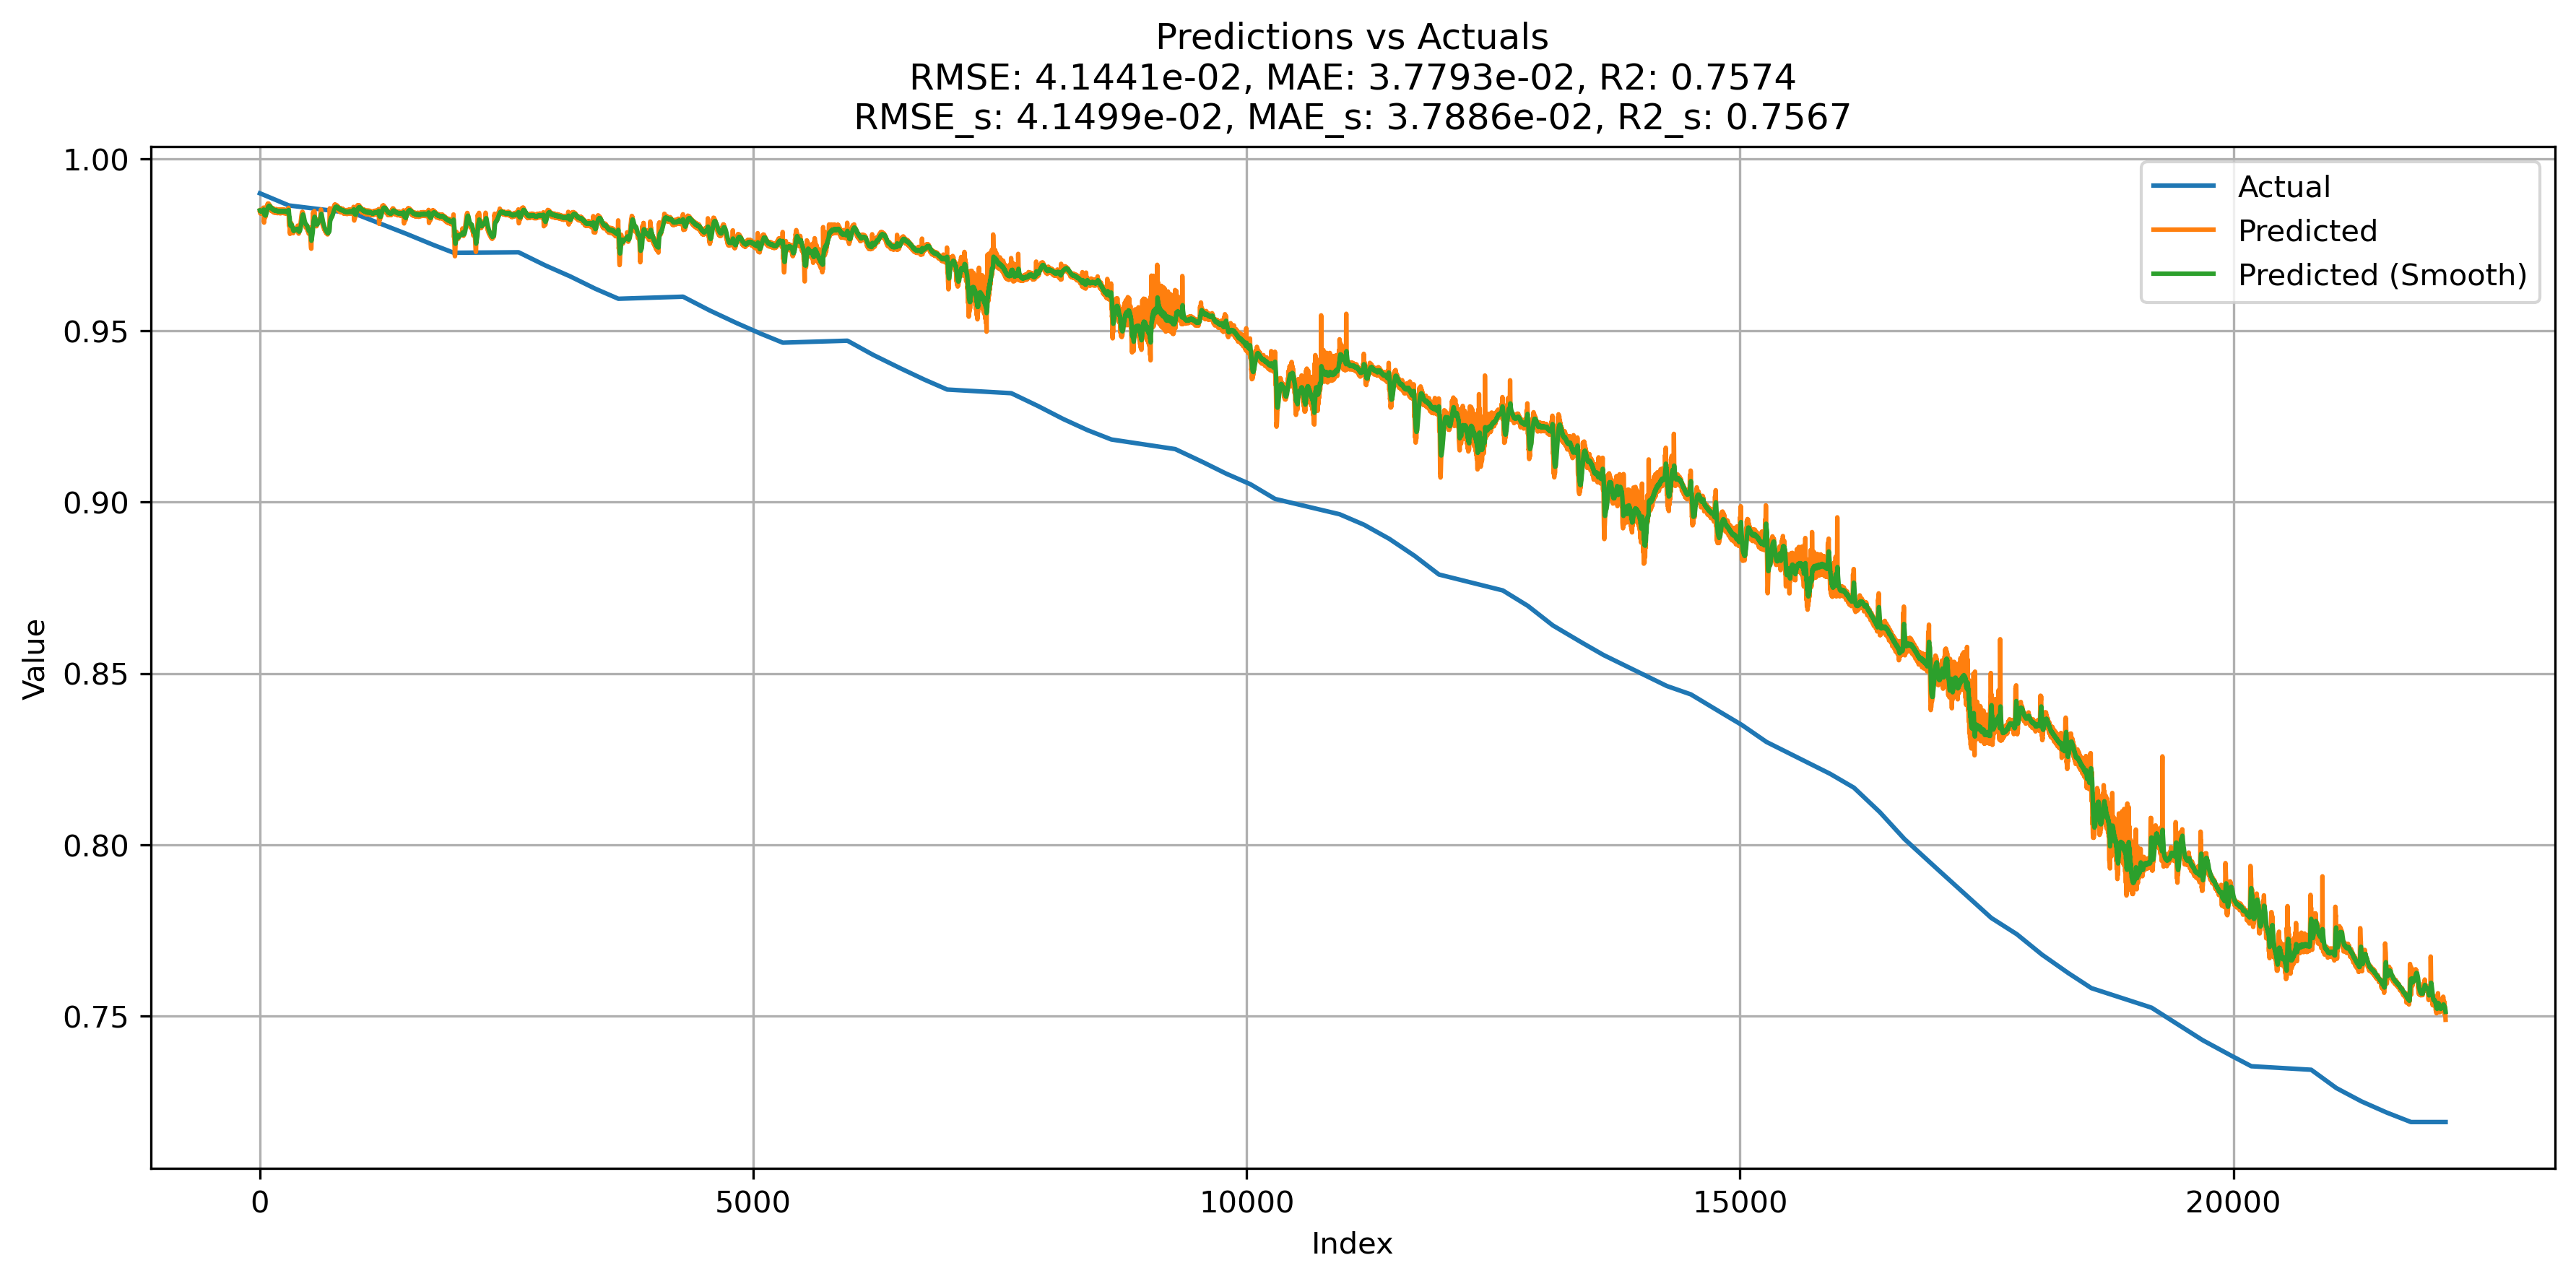 Predictions vs Actuals
RMSE: 4.1441e-02, MAE: 3.7793e-02, R2: 0.7574
RMSE_s: 4.1499e-02, MAE_s: 3.7886e-02, R2_s: 0.7567
Actual
Predicted
Predicted (Smooth)
1.00
0.95
0.90
0.85
0.80
0.75
Value
0 5000 10000 15000 20000
Index